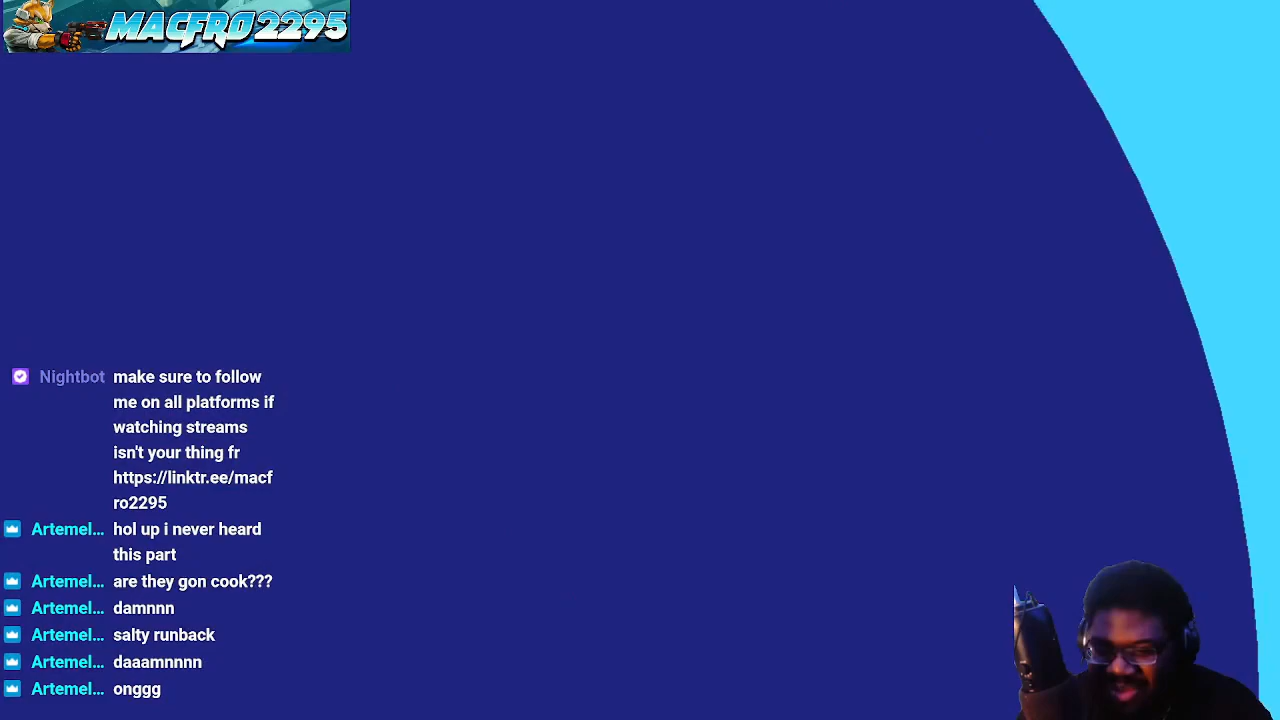 MACFRO2295
Nightbot make sure to follow
me on all platforms if
watching streams
isn't your thing fr
https://linktr.ee/macf
ro2295
Artemel... hol up i never heard
this part
Artemel... are they gon cook???
Artemel... damnnn
Artemel... salty runback
Artemel... daaamnnnn
Artemel... onggg